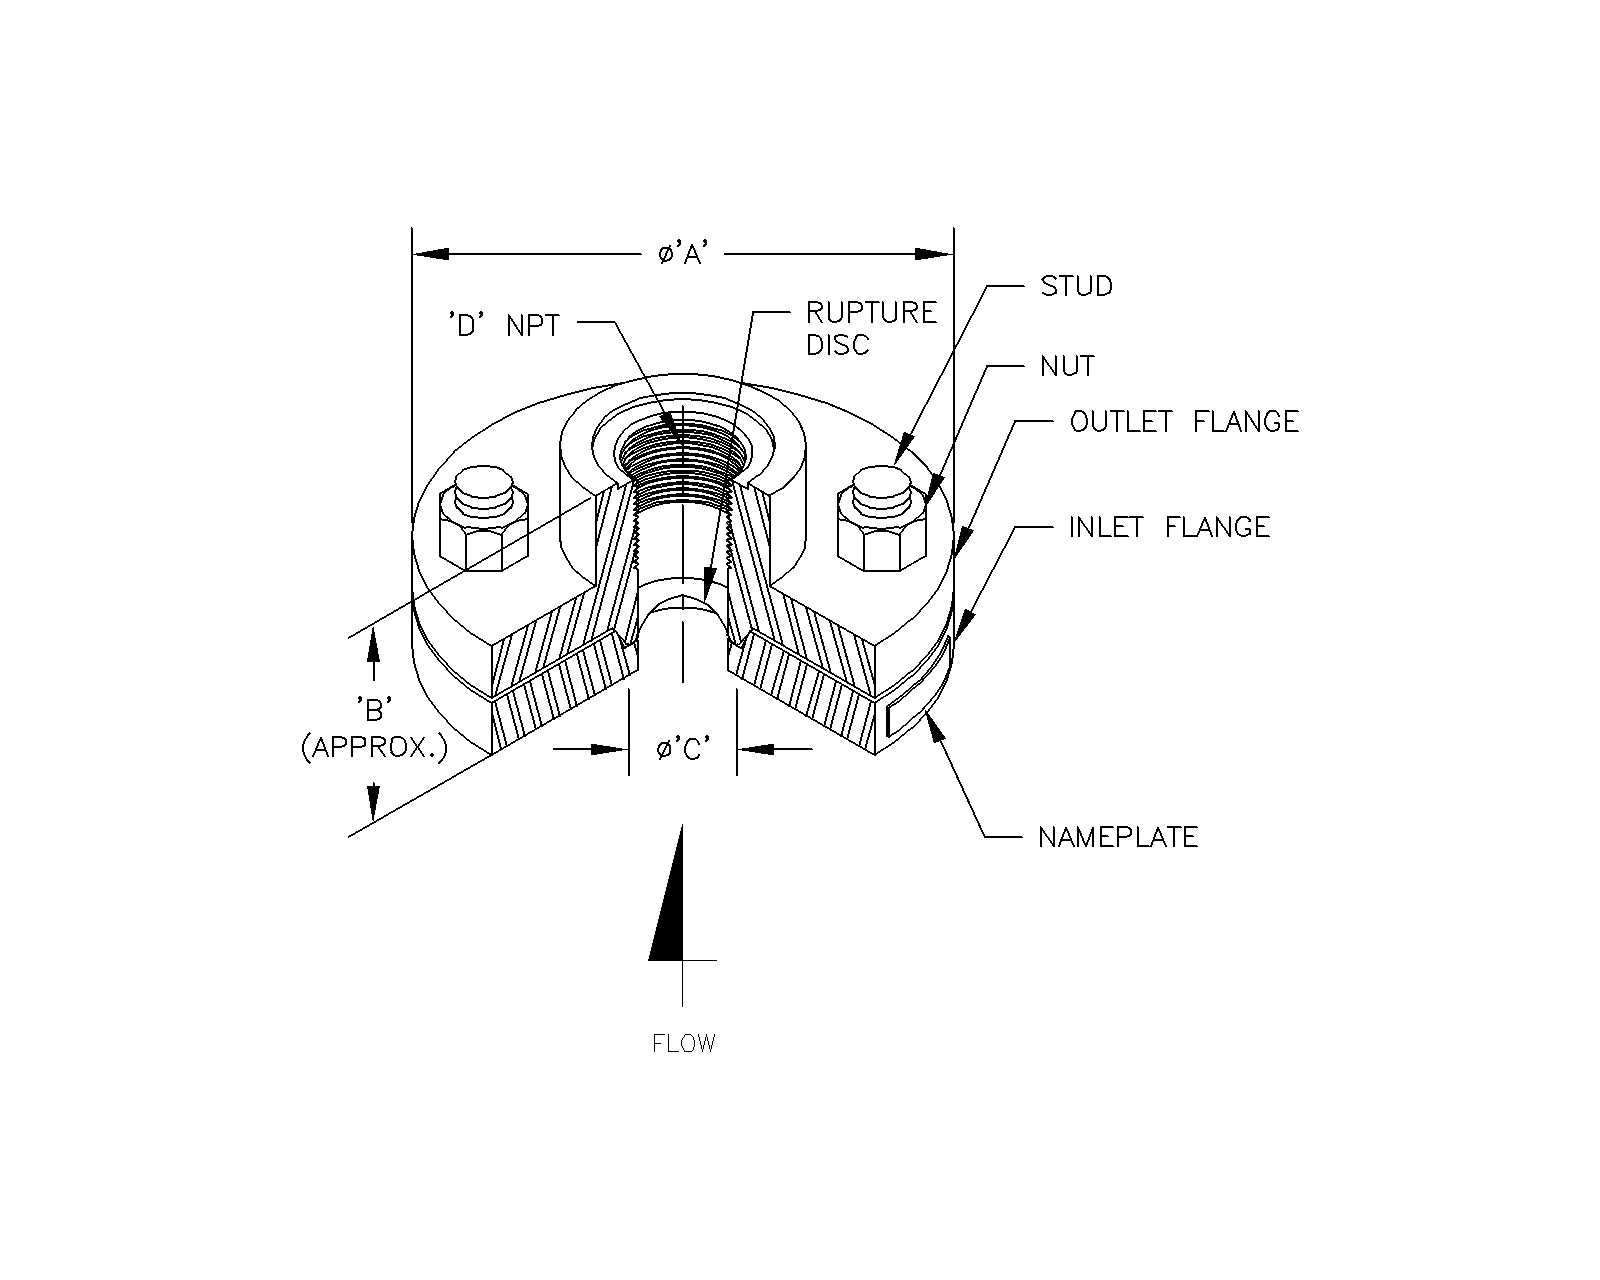 ø'A'
STUD
'D' NPT
RUPTURE
DISC
NUT
OUTLET FLANGE
INLET FLANGE
'B'
(APPROX.)
ø'C'
NAMEPLATE
FLOW